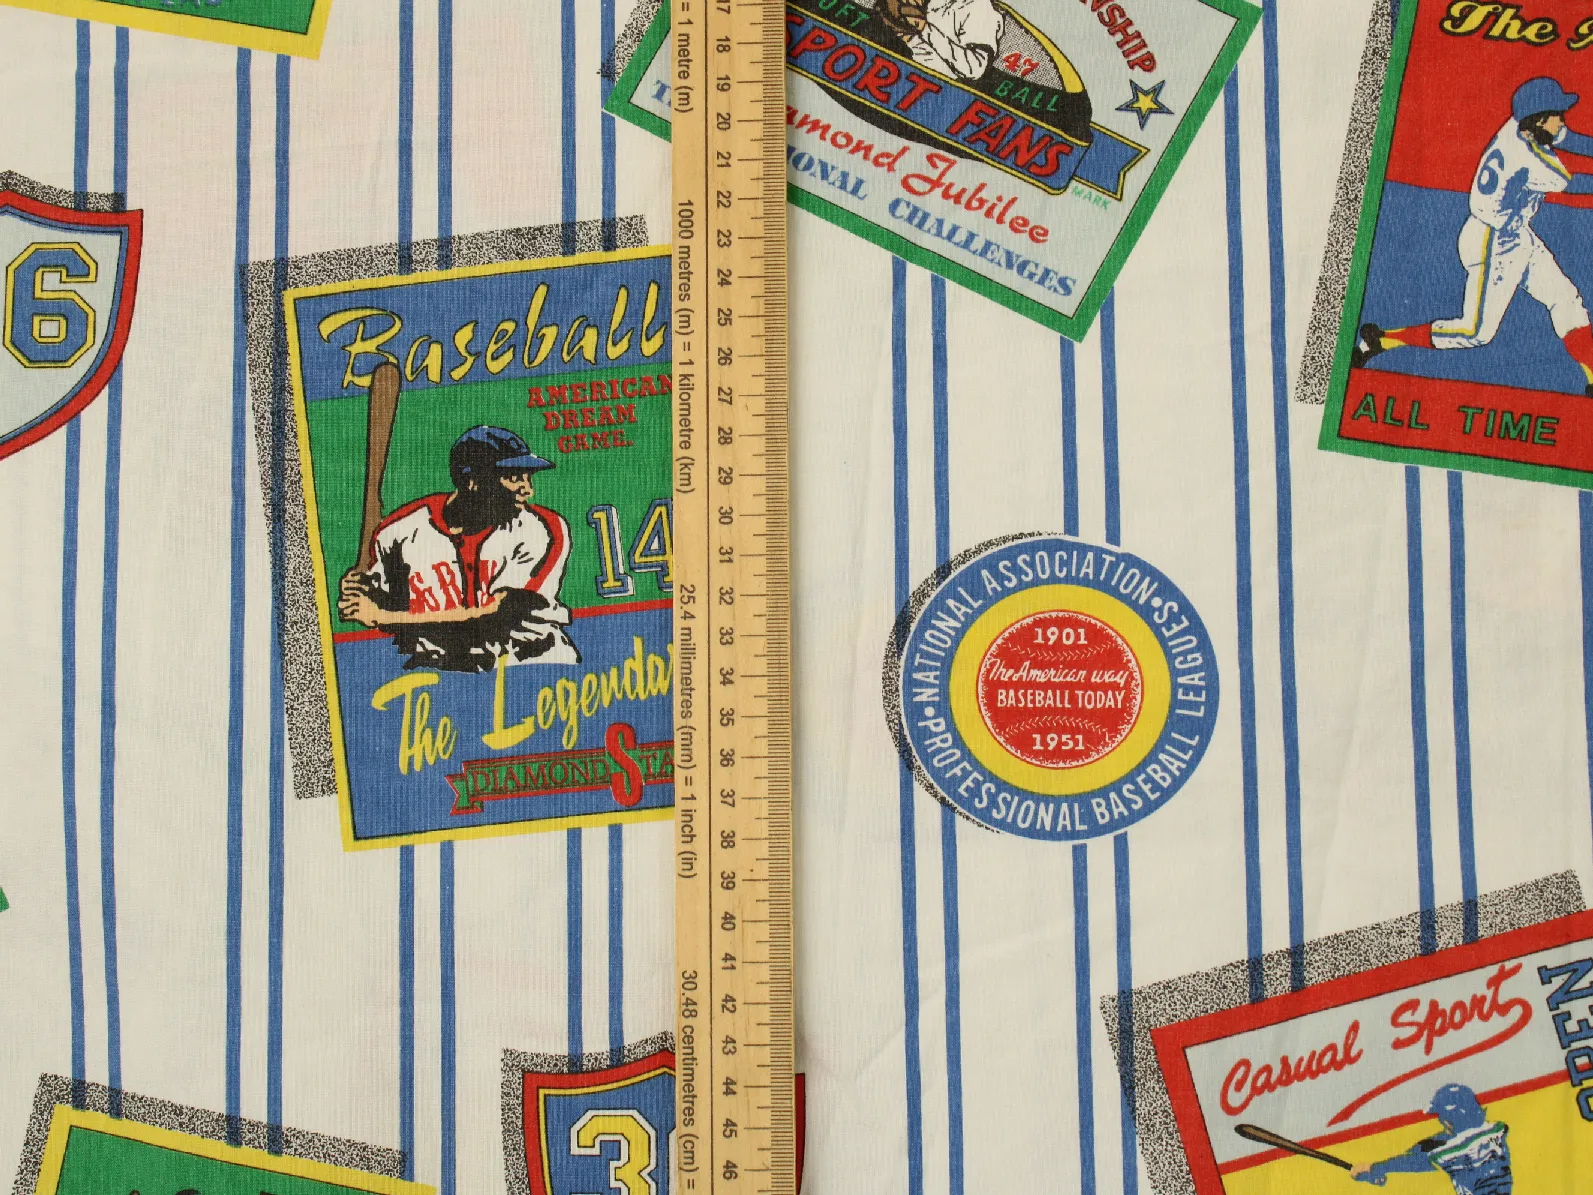 47
BALL
SPORT FANS
MARK
Jubilee
CHALLENGES
The
ALL TIME
6
6
Baseball
AMERICAN
DREAM
GAME.
14
The
DIAMOND
NATIONAL ASSOCIATION • PROFESSIONAL BASEBALL LEAGUES •
1901
The American way
BASEBALL TODAY
1951
Casual Sport
3
= 1 metre (m)
1000 metres (m) = 1 kilometre (km)
25.4 millimetres (mm) = 1 inch (in)
30.48 centimetres (cm) =
17 18 19 20 21 22 23 24 25 26 27 28 29 30 31 32 33 34 35 36 37 38 39 40 41 42 43 44 45 46